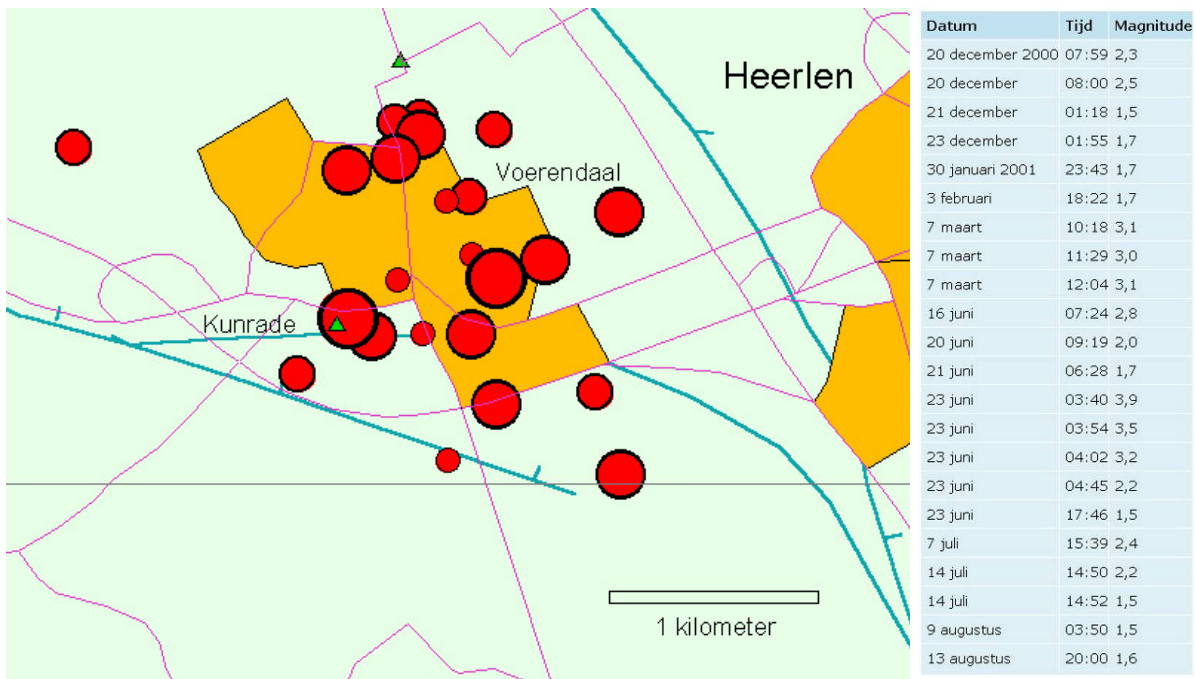 Heerlen
Voerendaal
Kunrade
1 kilometer
Datum Tijd Magnitude
20 december 2000 07:59 2,3
20 december 08:00 2,5
21 december 01:18 1,5
23 december 01:55 1,7
30 januari 2001 23:43 1,7
3 februari 18:22 1,7
7 maart 10:18 3,1
7 maart 11:29 3,0
7 maart 12:04 3,1
16 juni 07:24 2,8
20 juni 09:19 2,0
21 juni 06:28 1,7
23 juni 03:40 3,9
23 juni 03:54 3,5
23 juni 04:02 3,2
23 juni 04:45 2,2
23 juni 17:46 1,5
7 juli 15:39 2,4
14 juli 14:50 2,2
14 juli 14:52 1,5
9 augustus 03:50 1,5
13 augustus 20:00 1,6